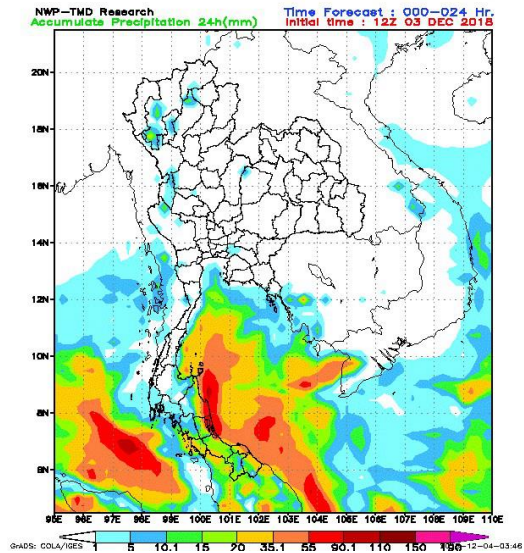 NWP-TMD Research
Time Forecast : 000-024 Hr.
Accumulate Precipitation 24h(mm)
Initial time : 12Z 03 DEC 2018
20N
18N
16N
14N
12N
10N
8N
6N
95E 96E 97E 98E 99E 100E 101E 102E 103E 104E 105E 106E 107E 108E 109E 110E
GrADS: COLA/IGES
1 5 10.1 15 20 35.1 55 90.1 110 150